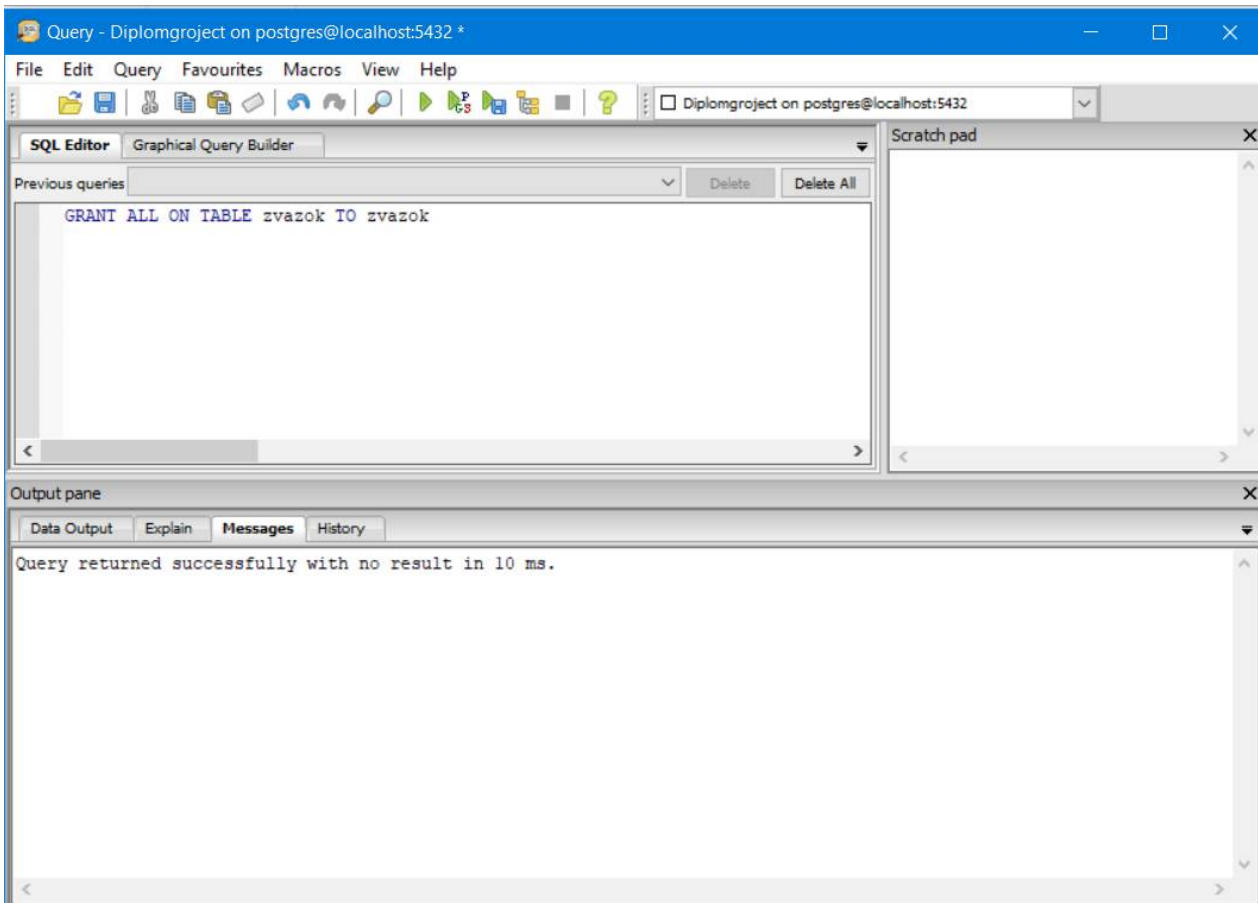 Query - Diplomgroject on postgres@localhost:5432 *
File Edit Query Favourites Macros View Help
Diplomgroject on postgres@localhost:5432
SQL Editor Graphical Query Builder
Scratch pad
Previous queries Delete Delete All
GRANT ALL ON TABLE zvazok TO zvazok
Output pane
Data Output Explain Messages History
Query returned successfully with no result in 10 ms.